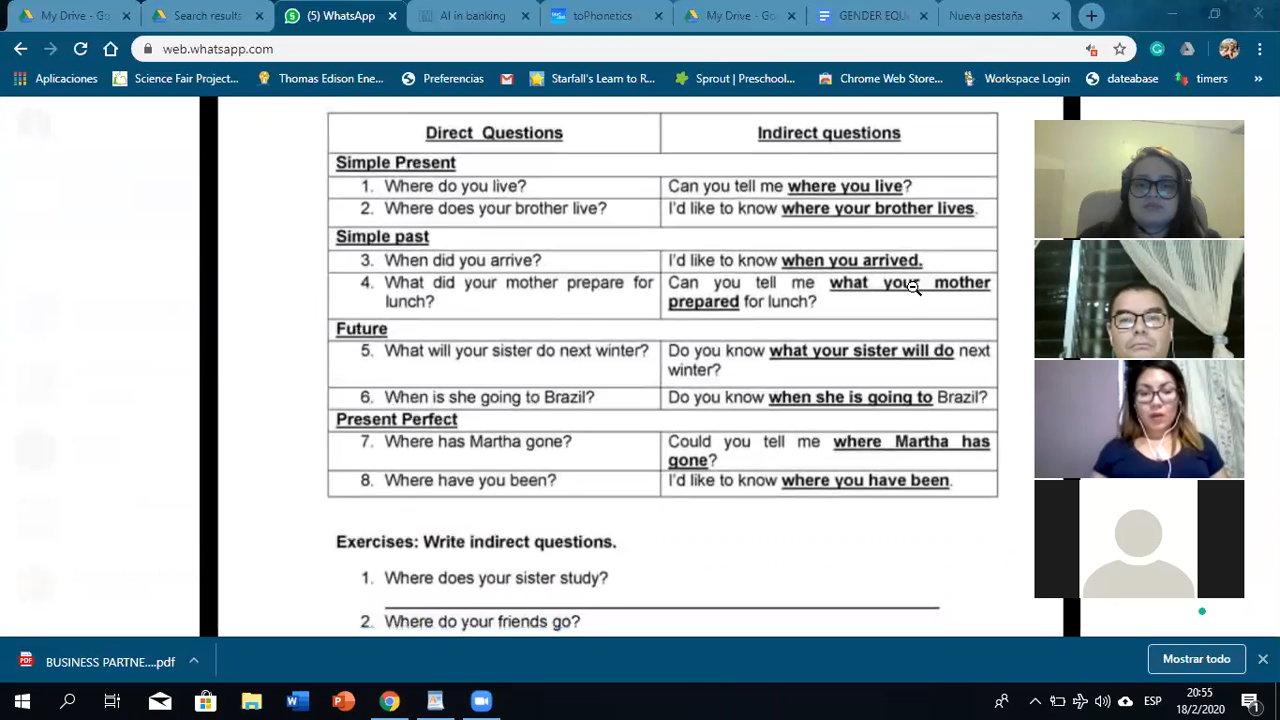 My Drive - G
Search results
(5) WhatsApp
AI in banking
toPhonetics
My Drive - Go
GENDER EQU
Nueva pestaña
web.whatsapp.com
Aplicaciones
Science Fair Project...
Thomas Edison Ene...
Preferencias
Starfall's Learn to R...
Sprout | Preschool...
Chrome Web Store...
Workspace Login
dateabase
timers
»
Direct Questions
Indirect questions
Simple Present
1. Where do you live?
Can you tell me where you live?
2. Where does your brother live?
I'd like to know where your brother lives.
Simple past
3. When did you arrive?
I'd like to know when you arrived.
4. What did your mother prepare for
lunch?
Can you tell me what your mother
prepared for lunch?
Future
5. What will your sister do next winter?
Do you know what your sister will do next
winter?
6. When is she going to Brazil?
Do you know when she is going to Brazil?
Present Perfect
7. Where has Martha gone?
Could you tell me where Martha has
gone?
8. Where have you been?
I'd like to know where you have been.
Exercises: Write indirect questions.
1. Where does your sister study?
2. Where do your friends go?
BUSINESS PARTNE....pdf
Mostrar todo
ESP
20:55
18/2/2020